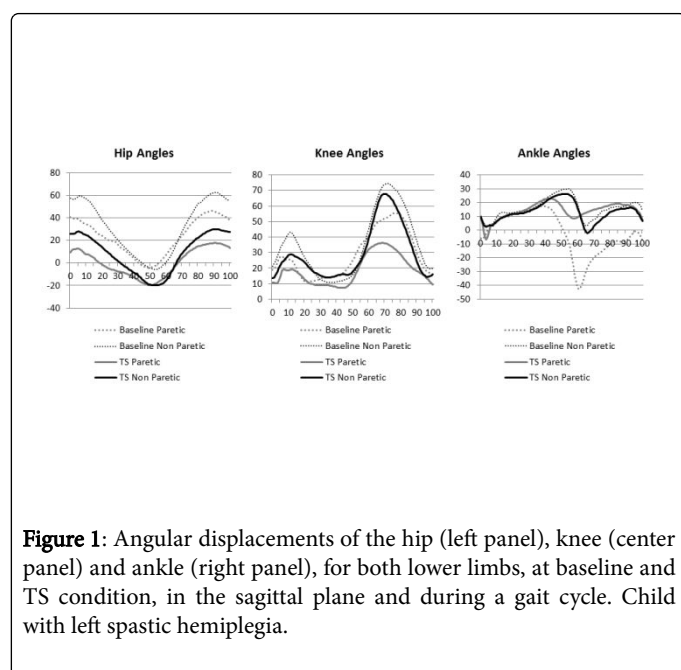 Hip Angles
80
60
40
20
0
-20
-40
0 10 20 30 40 50 60 70 80 90 100
Baseline Paretic
Baseline Non Paretic
TS Paretic
TS Non Paretic
Knee Angles
80
70
60
50
40
30
20
10
0
0 10 20 30 40 50 60 70 80 90 100
Baseline Paretic
Baseline Non Paretic
TS Paretic
TS Non Paretic
Ankle Angles
40
30
20
10
0
-10
-20
-30
-40
-50
0 10 20 30 40 50 60 70 80 90 100
Baseline Paretic
Baseline Non Paretic
TS Paretic
TS Non Paretic
Figure 1: Angular displacements of the hip (left panel), knee (center
panel) and ankle (right panel), for both lower limbs, at baseline and
TS condition, in the sagittal plane and during a gait cycle. Child
with left spastic hemiplegia.